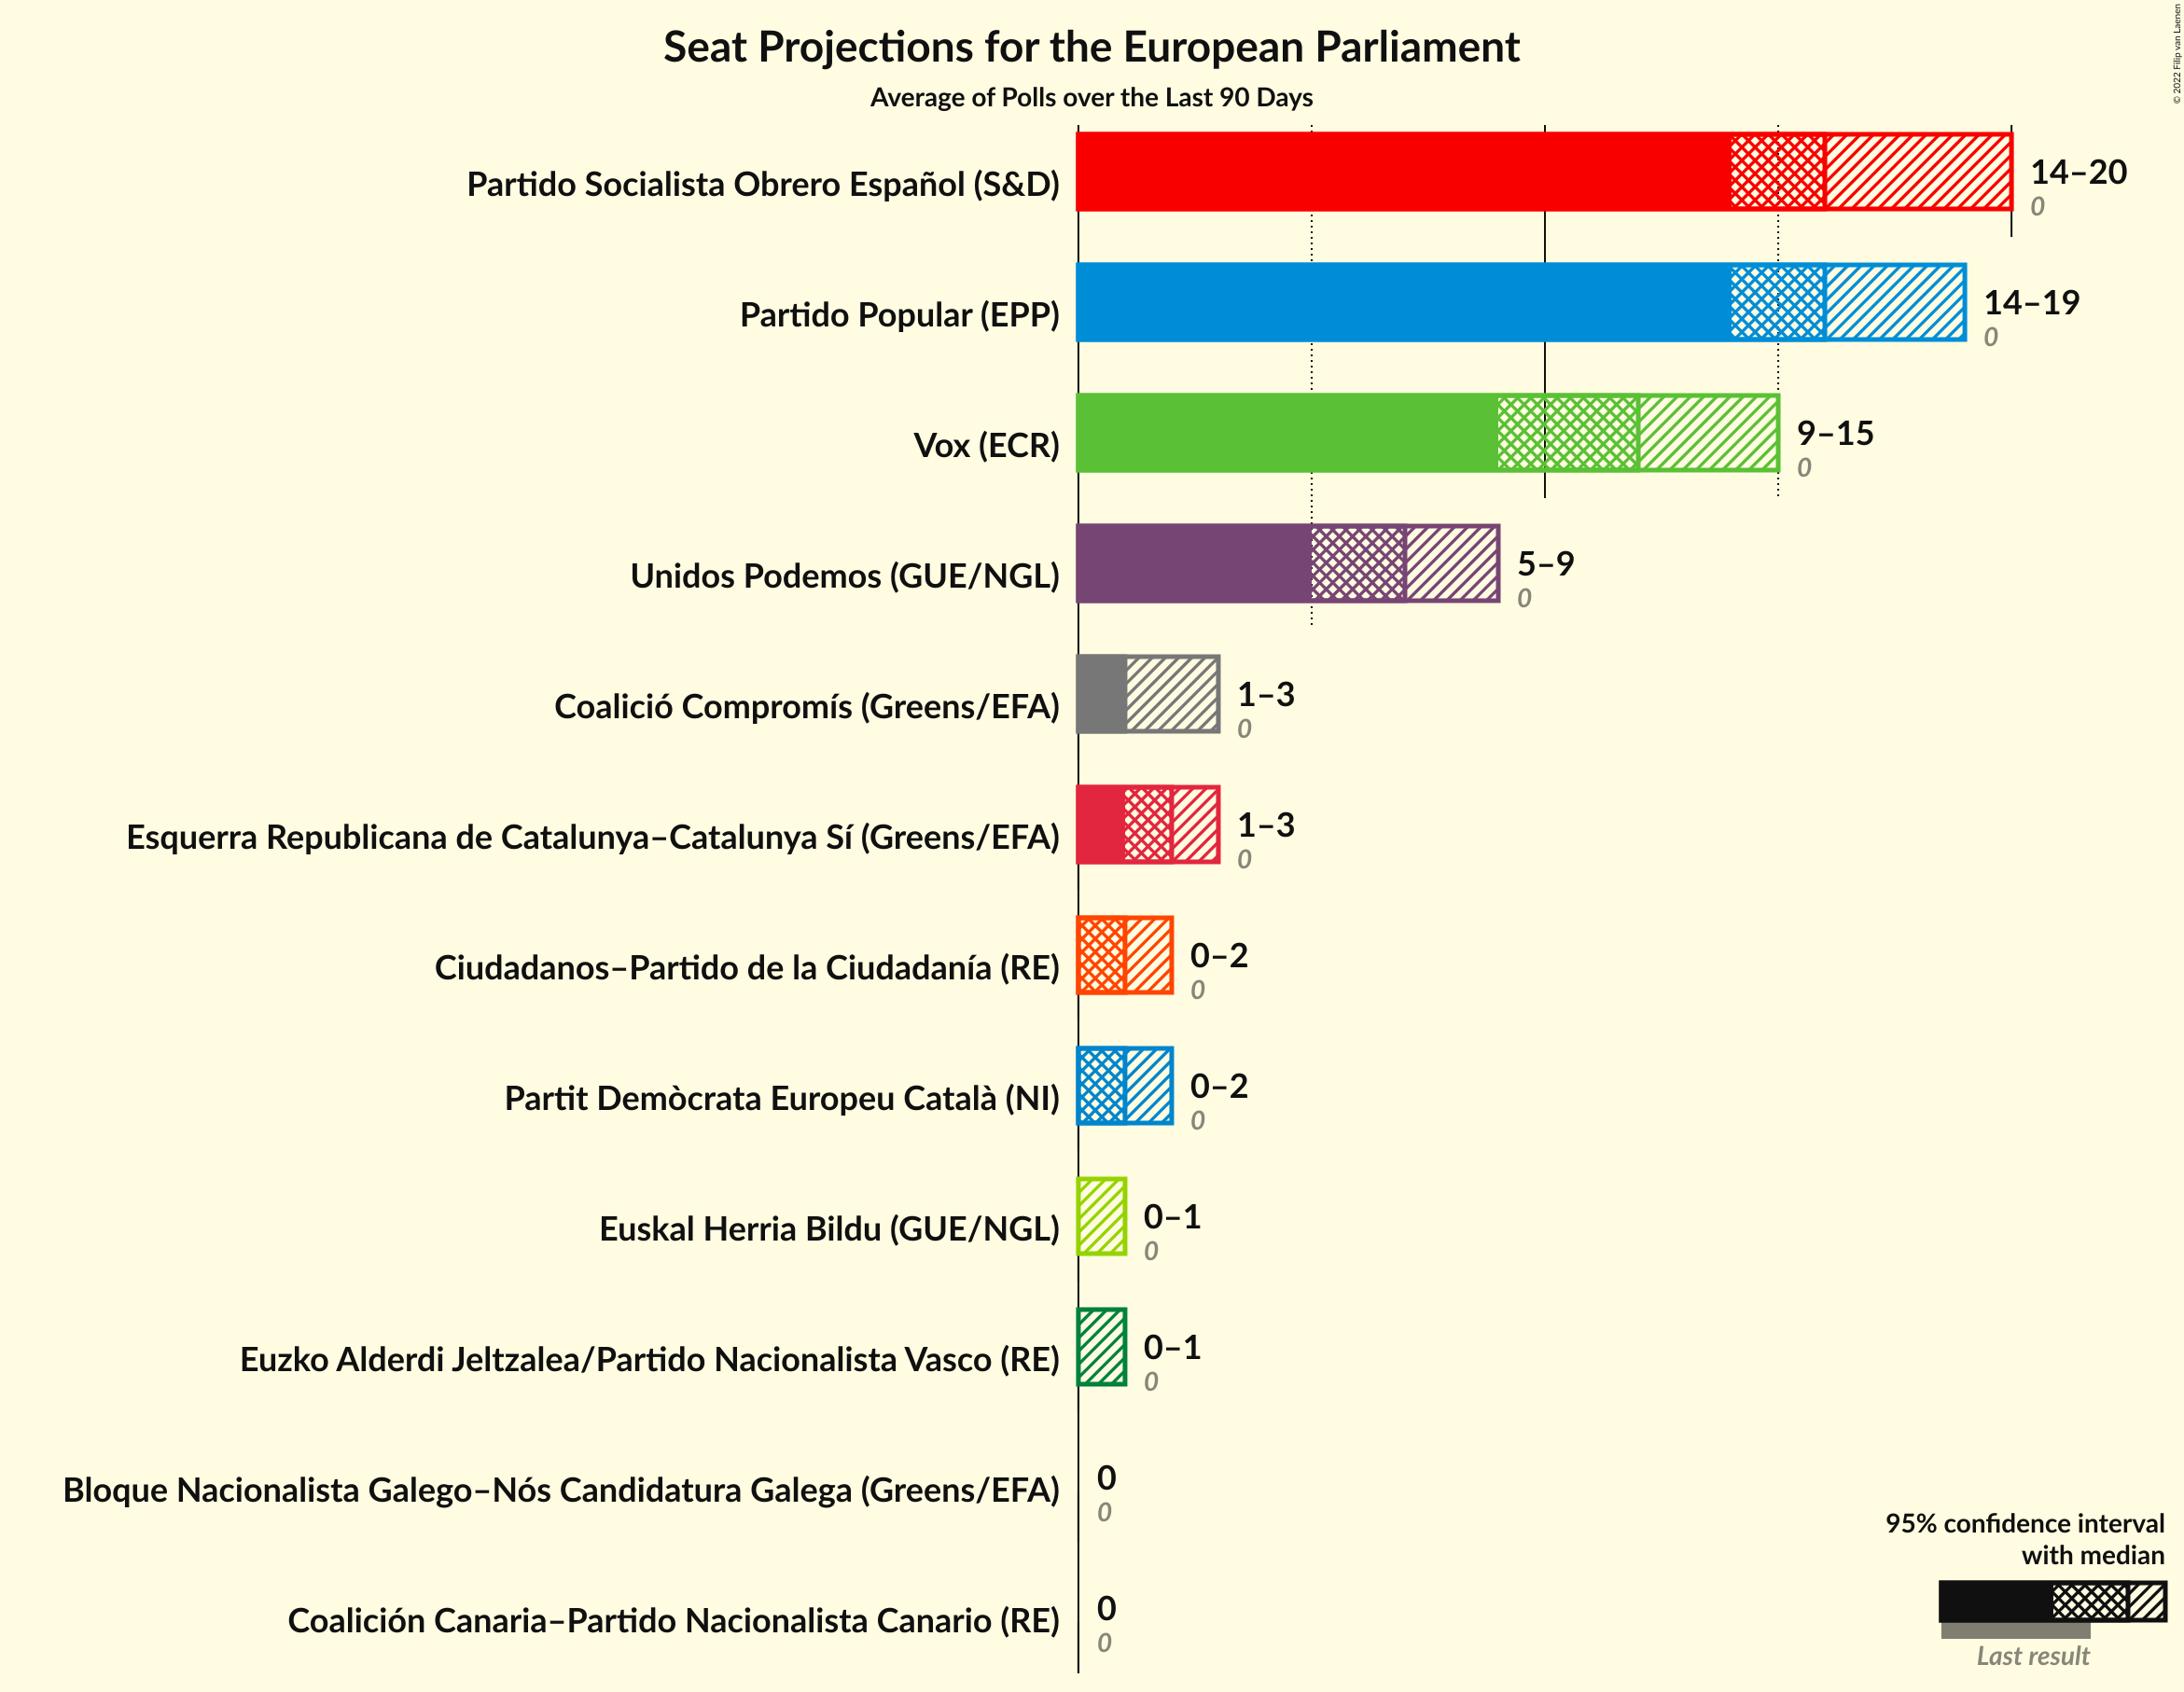 © 2022 Filip van Laenen
Seat Projections for the European Parliament
Average of Polls over the Last 90 Days
Partido Socialista Obrero Español (S&D)
14–20
0
Partido Popular (EPP)
14–19
0
Vox (ECR)
9–15
0
Unidos Podemos (GUE/NGL)
5–9
0
Coalició Compromís (Greens/EFA)
1–3
0
Esquerra Republicana de Catalunya–Catalunya Sí (Greens/EFA)
1–3
0
Ciudadanos–Partido de la Ciudadanía (RE)
0–2
0
Partit Demòcrata Europeu Català (NI)
0–2
0
Euskal Herria Bildu (GUE/NGL)
0–1
0
Euzko Alderdi Jeltzalea/Partido Nacionalista Vasco (RE)
0–1
0
Bloque Nacionalista Galego–Nós Candidatura Galega (Greens/EFA)
0
0
Coalición Canaria–Partido Nacionalista Canario (RE)
0
0
95% confidence interval
with median
Last result